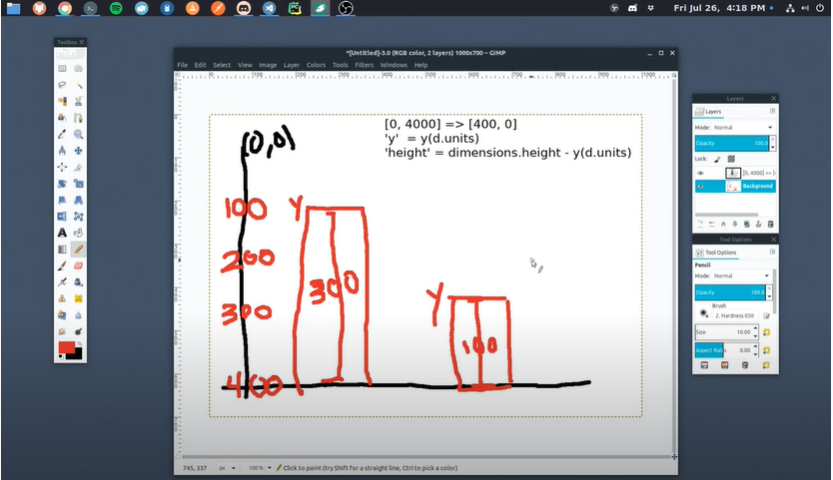 Fri Jul 26, 4:18 PM
Toolbox
*[Untitled]-3.0 (RGB color, 2 layers) 1000x700 – GIMP
File Edit Select View Image Layer Colors Tools Filters Windows Help
(0,0)
[0, 4000] => [400, 0]
'y' = y(d.units)
'height' = dimensions.height - y(d.units)
100
Y
200
300
300
Y
100
400
745, 337 px 100 % Click to paint (try Shift for a straight line, Ctrl to pick a color)
Layers
Layers
Mode: Normal
Opacity 100.0
Lock:
[0, 4000] => [4
Background
Tool Options
Tool Options
Pencil
Mode: Normal
Opacity 100.0
Brush
2. Hardness 050
Size 10.00
Aspect Ratio 0.00